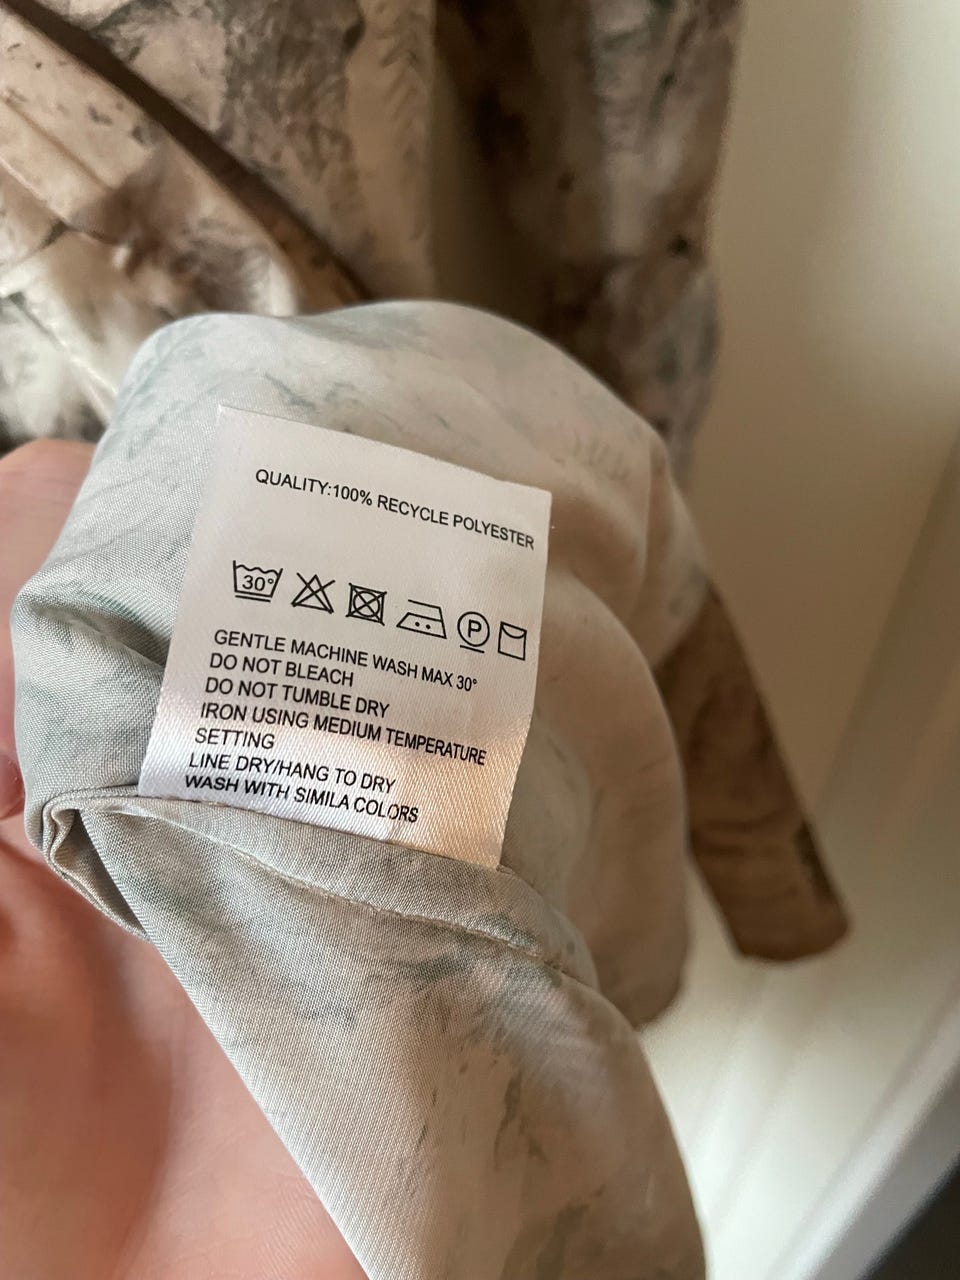 QUALITY:100% RECYCLE POLYESTER
30° P
GENTLE MACHINE WASH MAX 30°
DO NOT BLEACH
DO NOT TUMBLE DRY
IRON USING MEDIUM TEMPERATURE
SETTING
LINE DRY/HANG TO DRY
WASH WITH SIMILA COLORS